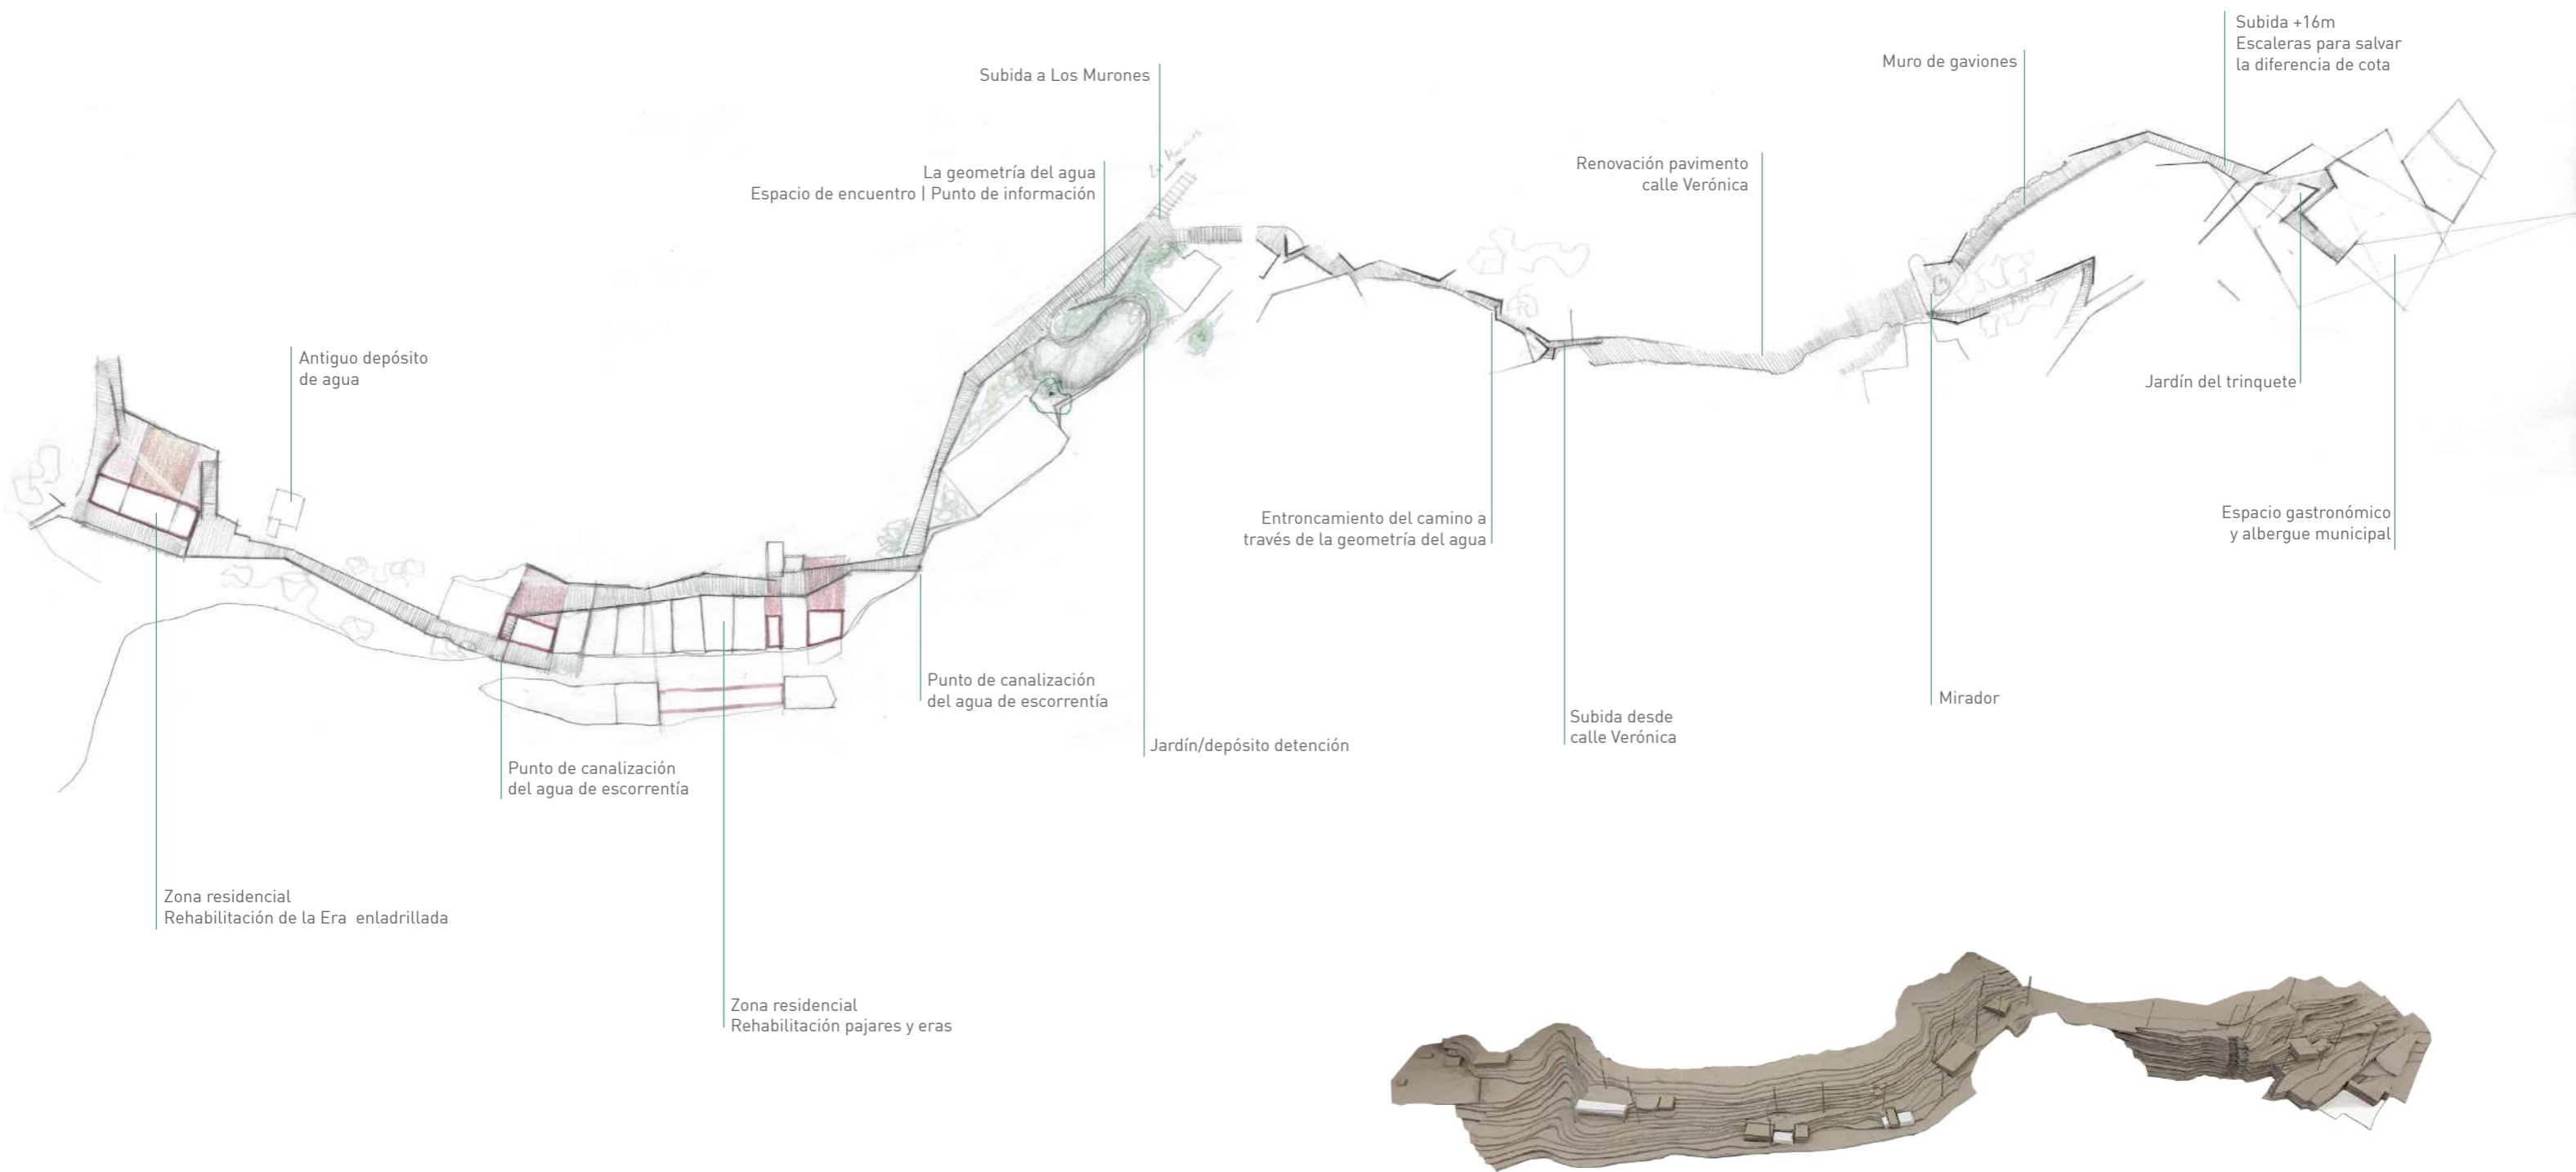 Subida +16m
Escaleras para salvar
la diferencia de cota
Muro de gaviones
Subida a Los Murones
Renovación pavimento
calle Verónica
La geometría del agua
Espacio de encuentro | Punto de información
Los Murones
Antiguo depósito
de agua
Jardín del trinquete
Entroncamiento del camino a
través de la geometría del agua
Espacio gastronómico
y albergue municipal
Punto de canalización
del agua de escorrentía
Mirador
Subida desde
calle Verónica
Jardín/depósito detención
Punto de canalización
del agua de escorrentía
Zona residencial
Rehabilitación de la Era  enladrillada
Zona residencial
Rehabilitación pajares y eras